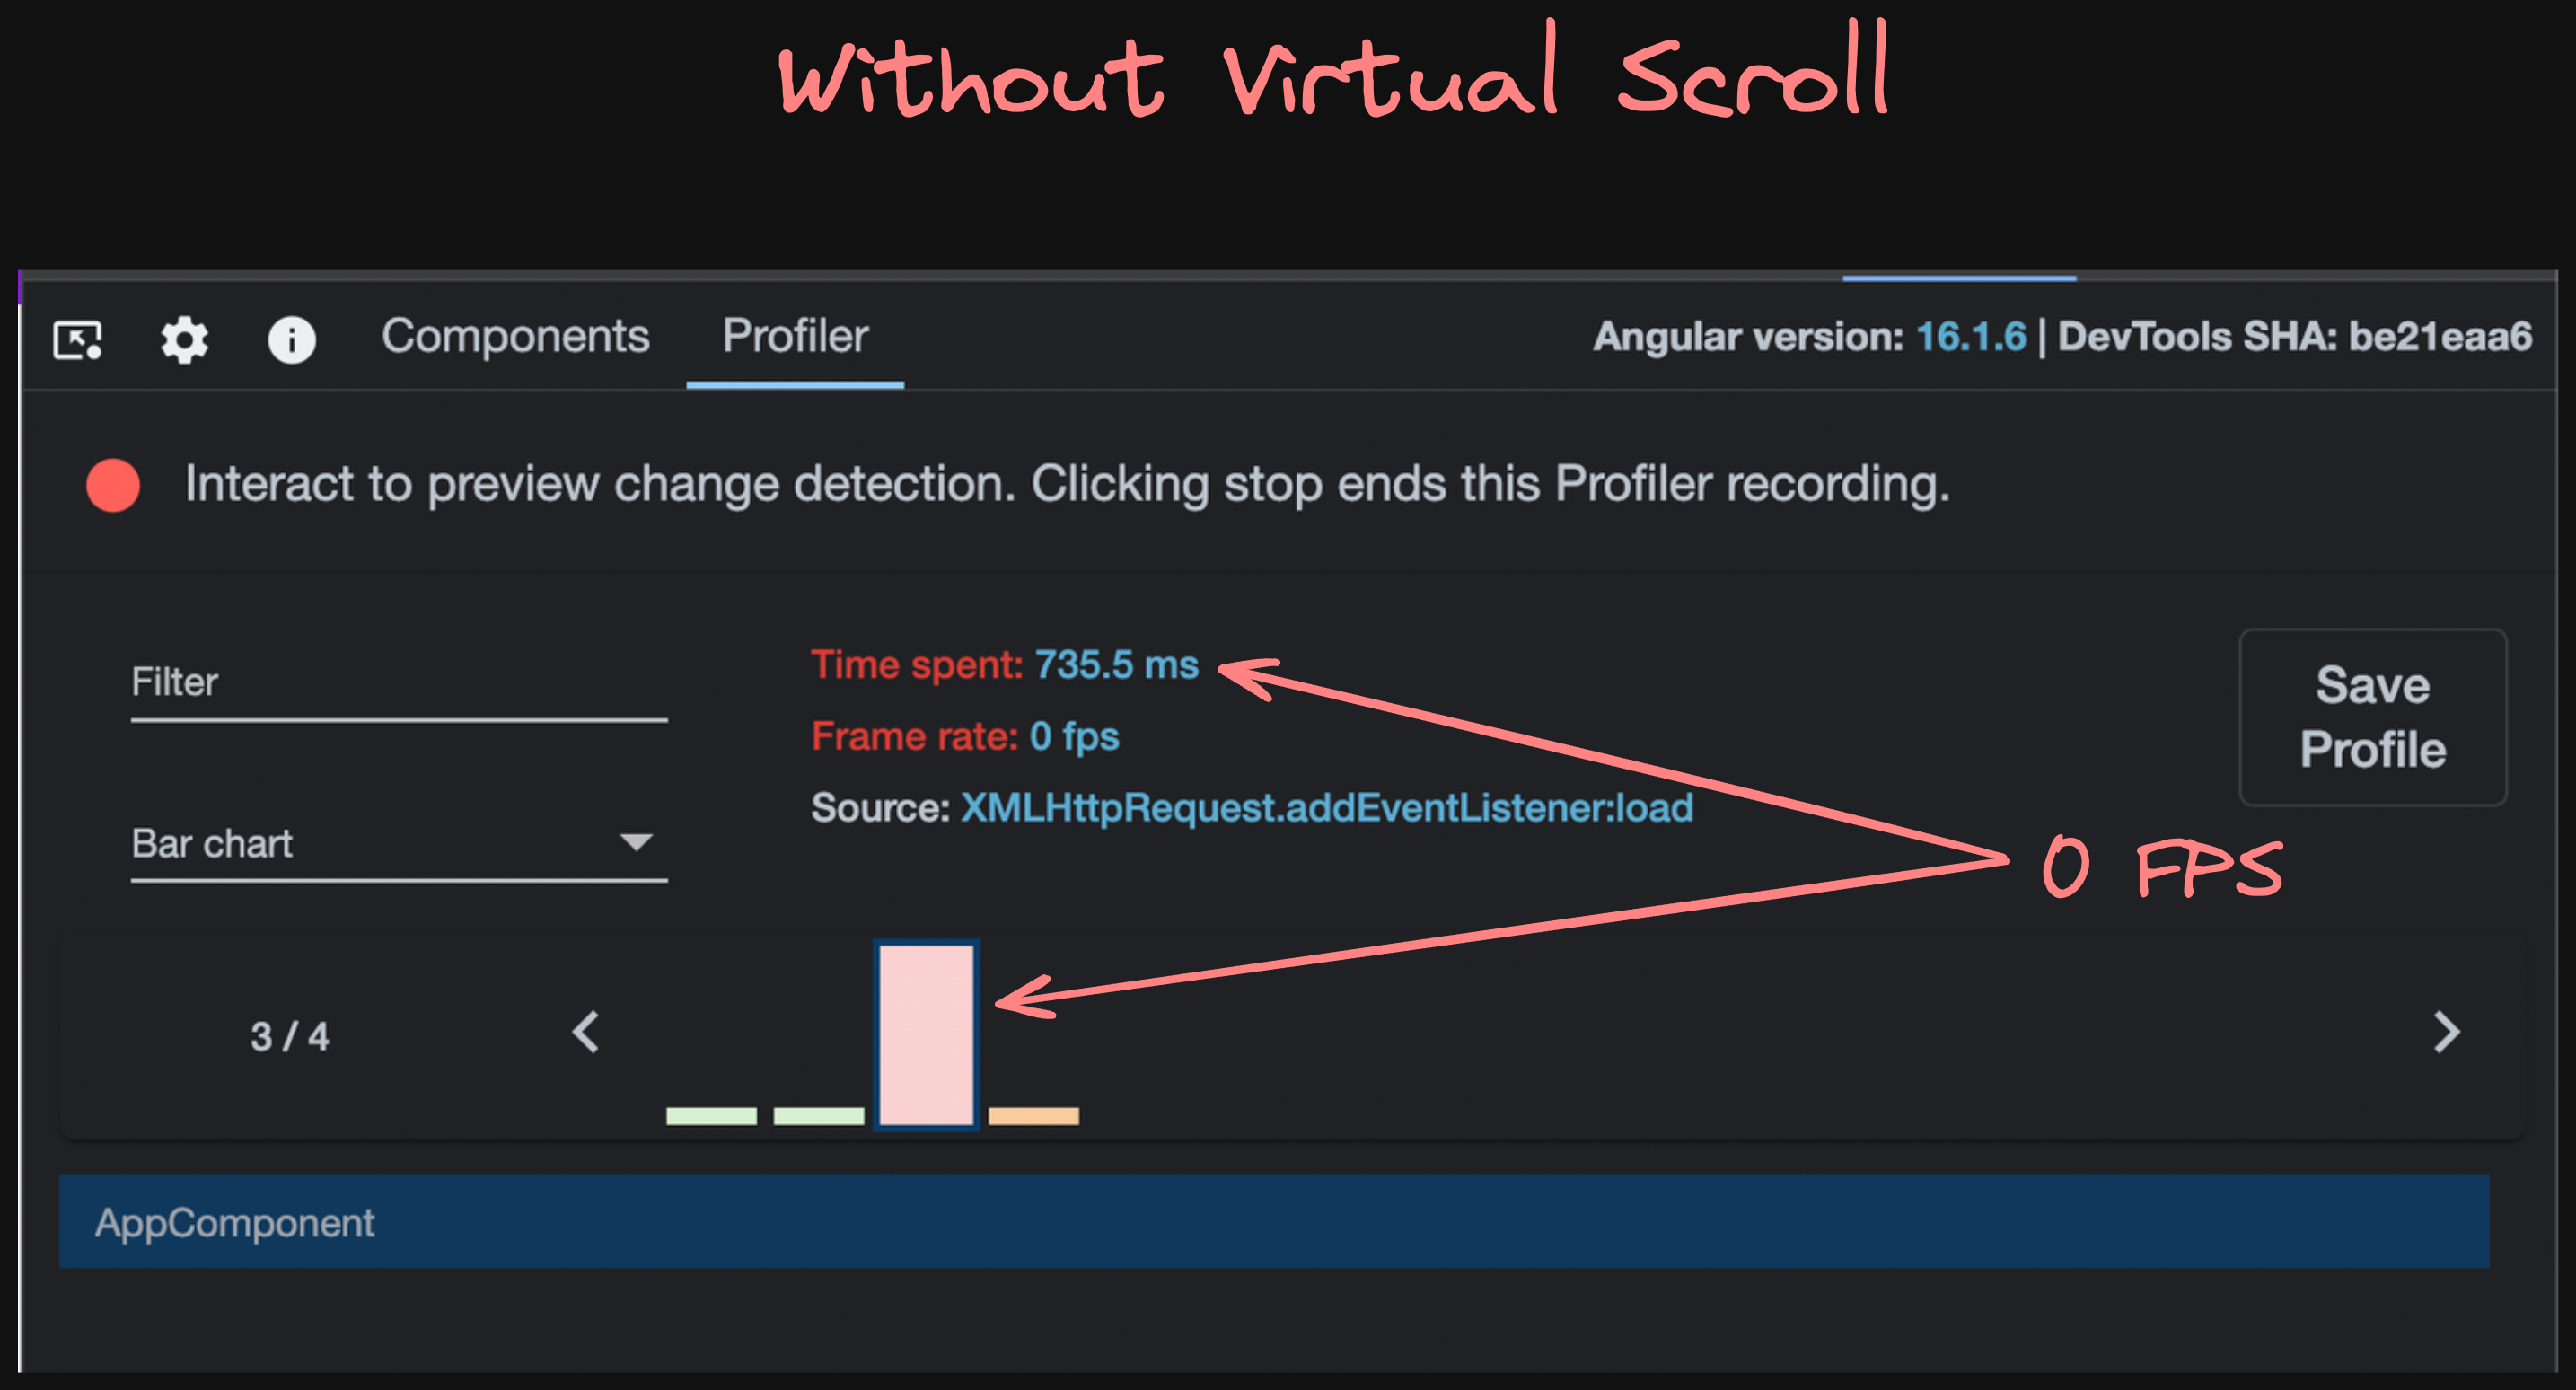 Without Virtual Scroll
Components Profiler Angular version: 16.1.6 | DevTools SHA: be21eaa6
Interact to preview change detection. Clicking stop ends this Profiler recording.
Filter
Time spent: 735.5 ms
Frame rate: 0 fps
Source: XMLHttpRequest.addEventListener:load
Save
Profile
Bar chart
0 FPS
3 / 4
AppComponent